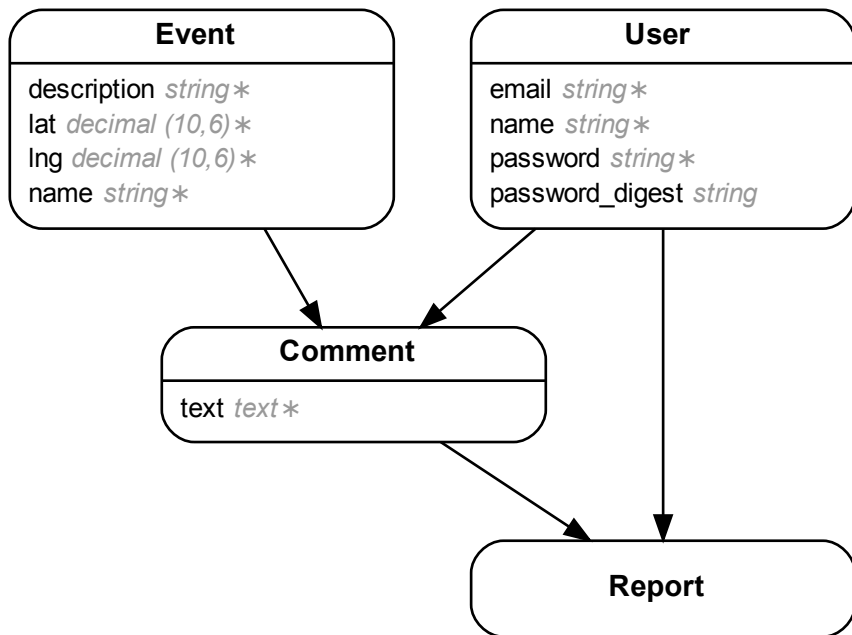 Event
description string∗
lat decimal (10,6)∗
lng decimal (10,6)∗
name string∗
User
email string∗
name string∗
password string∗
password_digest string
Comment
text text∗
Report